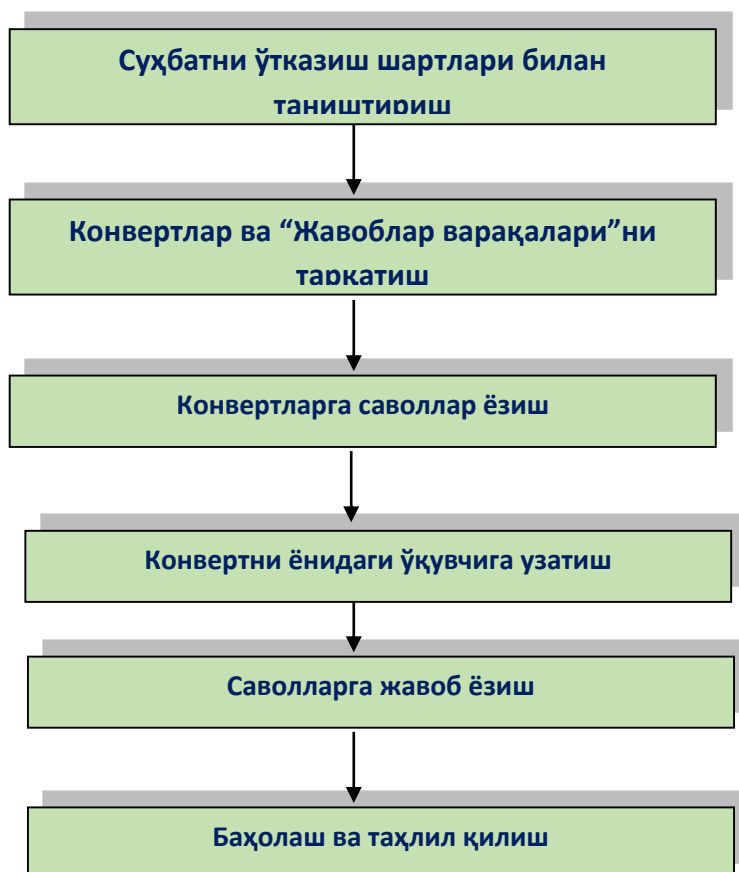 Суҳбатни ўтказиш шартлари билан
таништириш
Конвертлар ва “Жавоблар варақалари”ни
тарқатиш
Конвертларга саволлар ёзиш
Конвертни ёнидаги ўқувчига узатиш
Саволларга жавоб ёзиш
Баҳолаш ва таҳлил қилиш